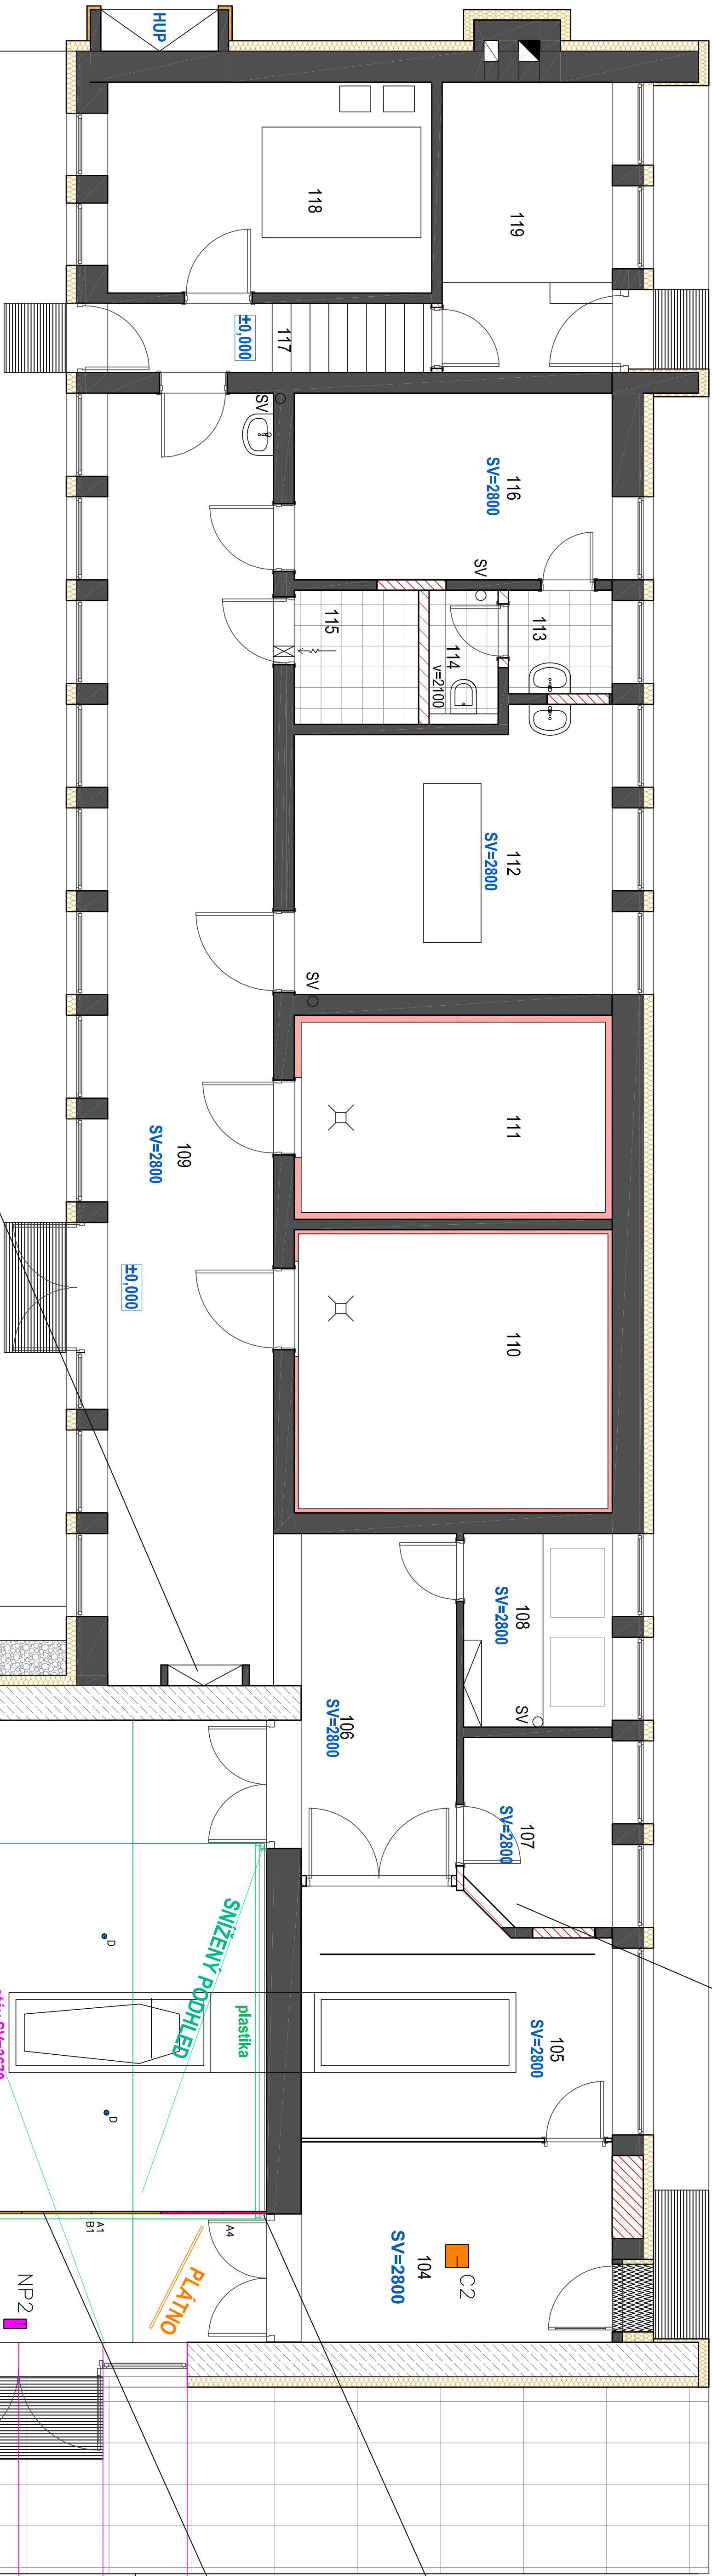 HUP
118
119
117
±0,000
SV
116
SV=2800
SV
113
115
114
v=2100
112
SV=2800
SV
111
109
SV=2800
±0,000
110
108
SV=2800
SV
106
SV=2800
107
SV=2800
SNÍŽENÝ PODHLED
D
plastika
105
SV=2800
D
A1
B1
A4
PLÁTNO
104
SV=2800
C2
NP2